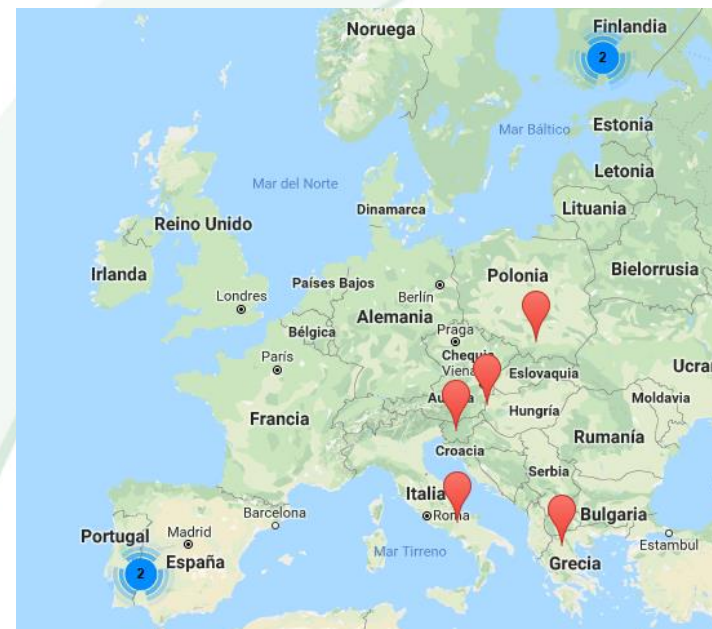 Finlandia
Noruega
2
Mar Báltico
Estonia
Letonia
Mar del Norte
Dinamarca
Lituania
Reino Unido
Irlanda
Polonia
Bielorrusia
Países Bajos
Berlín
Londres
Alemania
Bélgica
Praga
París
Chequia
Viena
Eslovaquia
Ucra
Moldavia
Au
Hungría
Francia
Rumanía
Croacia
Serbia
Italia
Barcelona
Roma
Bulgaria
Portugal
Madrid
Estambul
Mar Tirreno
España
Grecia
2